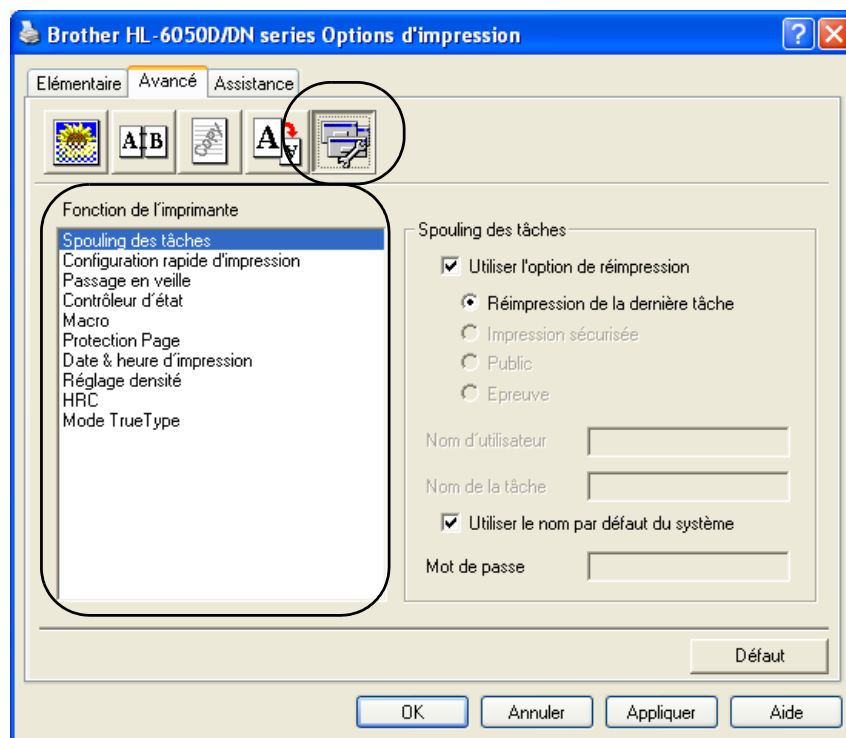 Brother HL-6050D/DN series Options d'impression
Elémentaire Avancé Assistance
A B Copy A A
Fonction de l'imprimante
Spouling des tâches
Configuration rapide d'impression
Passage en veille
Contrôleur d'état
Macro
Protection Page
Date & heure d'impression
Réglage densité
HRC
Mode TrueType
Spouling des tâches
Utiliser l'option de réimpression
Réimpression de la dernière tâche
Impression sécurisée
Public
Epreuve
Nom d'utilisateur
Nom de la tâche
Utiliser le nom par défaut du système
Mot de passe
Défaut
OK Annuler Appliquer Aide